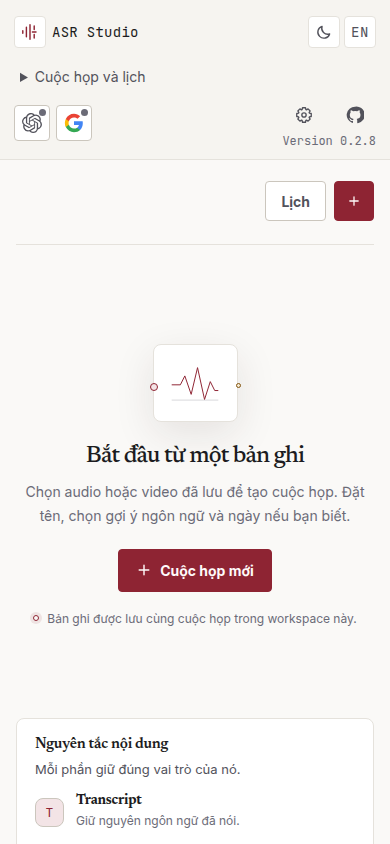 ASR Studio
EN
Cuộc họp và lịch
Version 0.2.8
Lịch
+
Bắt đầu từ một bản ghi
Chọn audio hoặc video đã lưu để tạo cuộc họp. Đặt
tên, chọn gợi ý ngôn ngữ và ngày nếu bạn biết.
+ Cuộc họp mới
Bản ghi được lưu cùng cuộc họp trong workspace này.
Nguyên tắc nội dung
Mỗi phần giữ đúng vai trò của nó.
T
Transcript
Giữ nguyên ngôn ngữ đã nói.